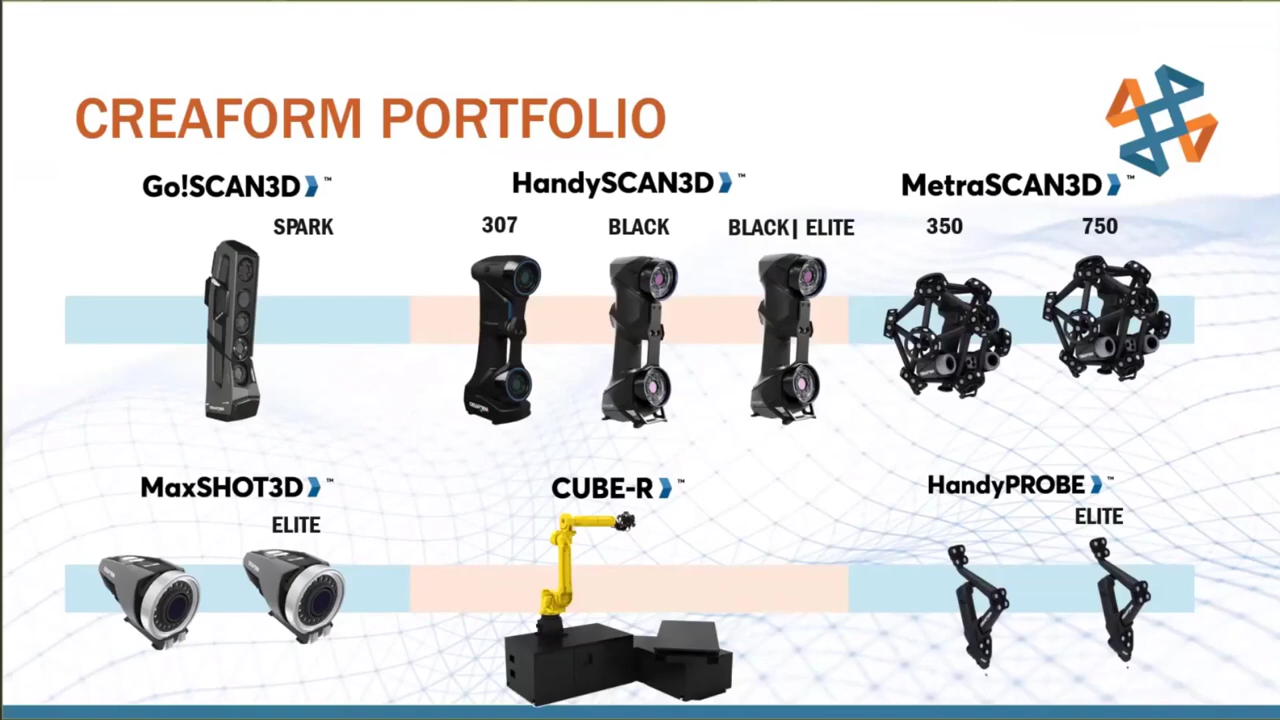 CREAFORM PORTFOLIO
Go!SCAN3D™
HandySCAN3D™
MetraSCAN3D™
SPARK
307
BLACK
BLACK| ELITE
350
750
MaxSHOT3D™
CUBE-R™
HandyPROBE™
ELITE
ELITE